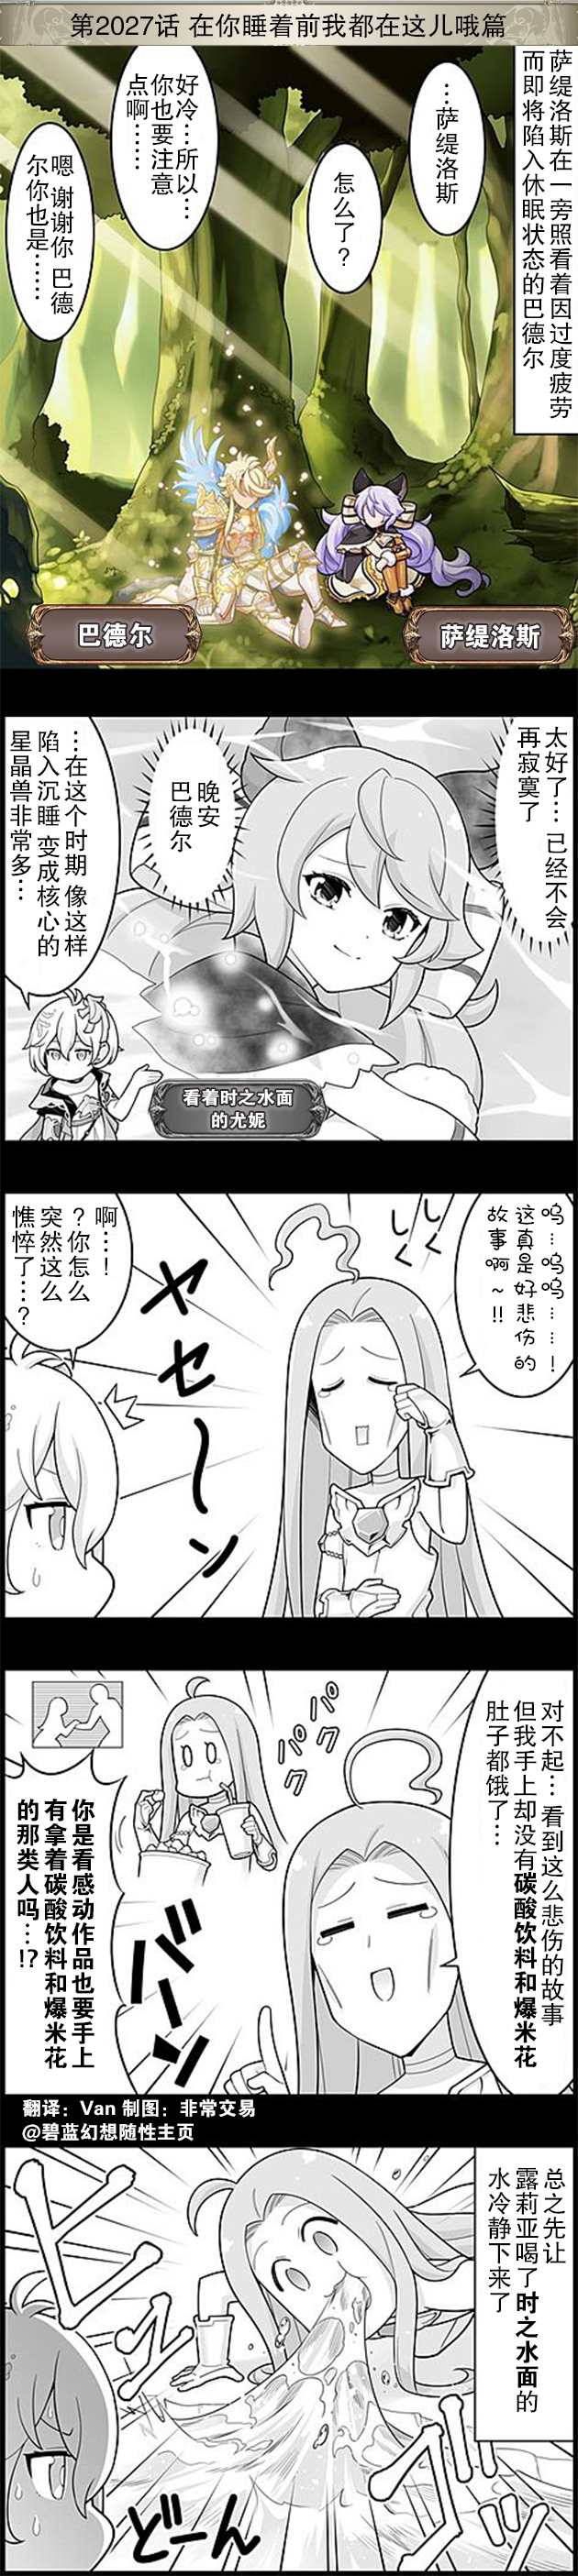 第2027话 在你睡着前我都在这儿哦篇
萨缇洛斯在一旁照看着因过度疲劳
而即将陷入休眠状态的巴德尔
…萨缇洛斯
怎么了？
好冷…所以…
你也要注意
点啊……
嗯 谢谢你 巴德
尔你也是……
巴德尔
萨缇洛斯
太好了… 已经不会
再寂寞了
晚安
巴德尔
…在这个时期 像这样
陷入沉睡 变成核心的
星晶兽非常多…
看着时之水面
的尤妮
呜…呜呜……！
这真是好悲伤的
故事啊～!!
啊…！
？你怎么
突然这么
憔悴了…？
メソメソ
ゲッソーン
对不起… 看到这么悲伤的故事
但我手上却没有碳酸饮料和爆米花
肚子都饿了…
パク
パク
你是看感动作品也要手上
有拿着碳酸饮料和爆米花
的那类人吗…!?
バーン
翻译：Van 制图：非常交易
@碧蓝幻想随性主页
总之先让
露莉亚喝了时之水面的
水冷静下来了
どーん